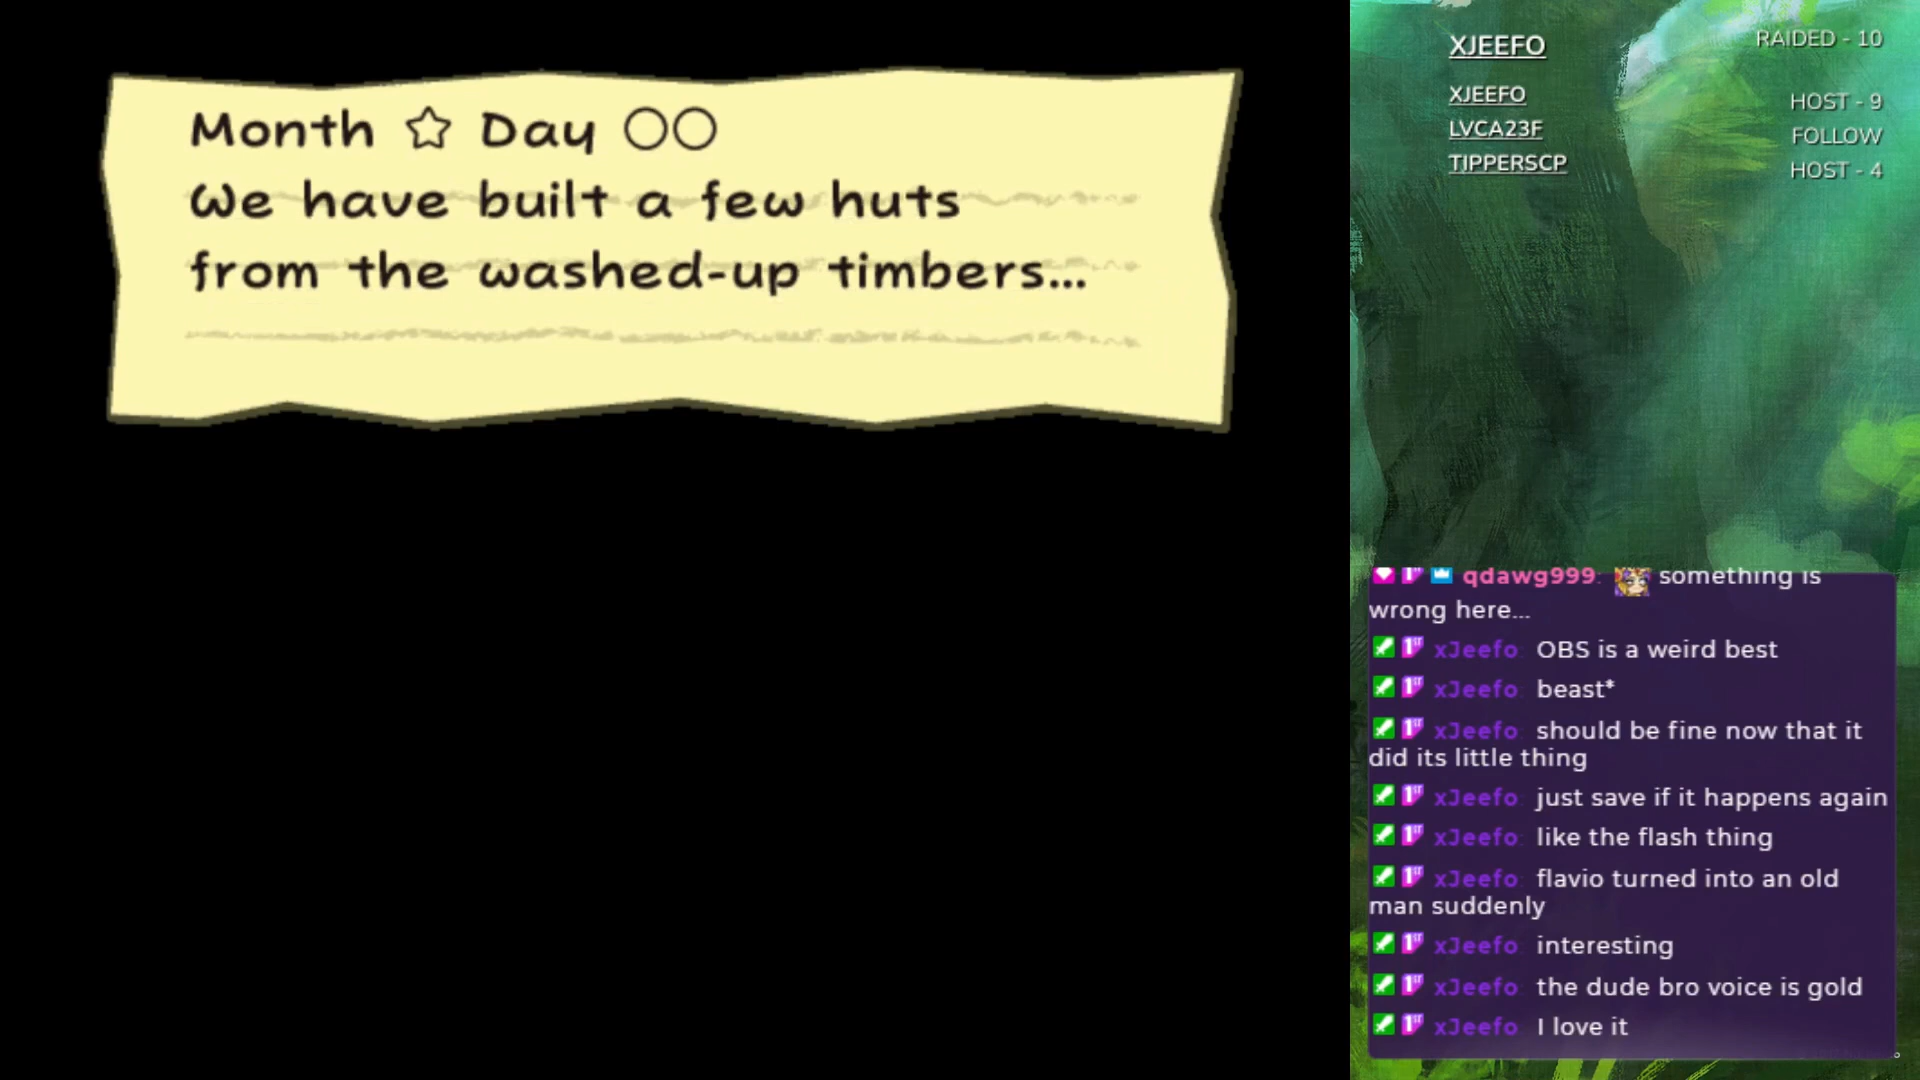 Month ☆ Day ○○
We have built a few huts
from the washed-up timbers...
XJEEFO
RAIDED - 10
XJEEFO
HOST - 9
LVCA23F
FOLLOW
TIPPERSCP
HOST - 4
qdawg999: something is
wrong here...
xJeefo: OBS is a weird best
xJeefo: beast*
xJeefo: should be fine now that it
did its little thing
xJeefo: just save if it happens again
xJeefo: like the flash thing
xJeefo: flavio turned into an old
man suddenly
xJeefo: interesting
xJeefo: the dude bro voice is gold
xJeefo: I love it